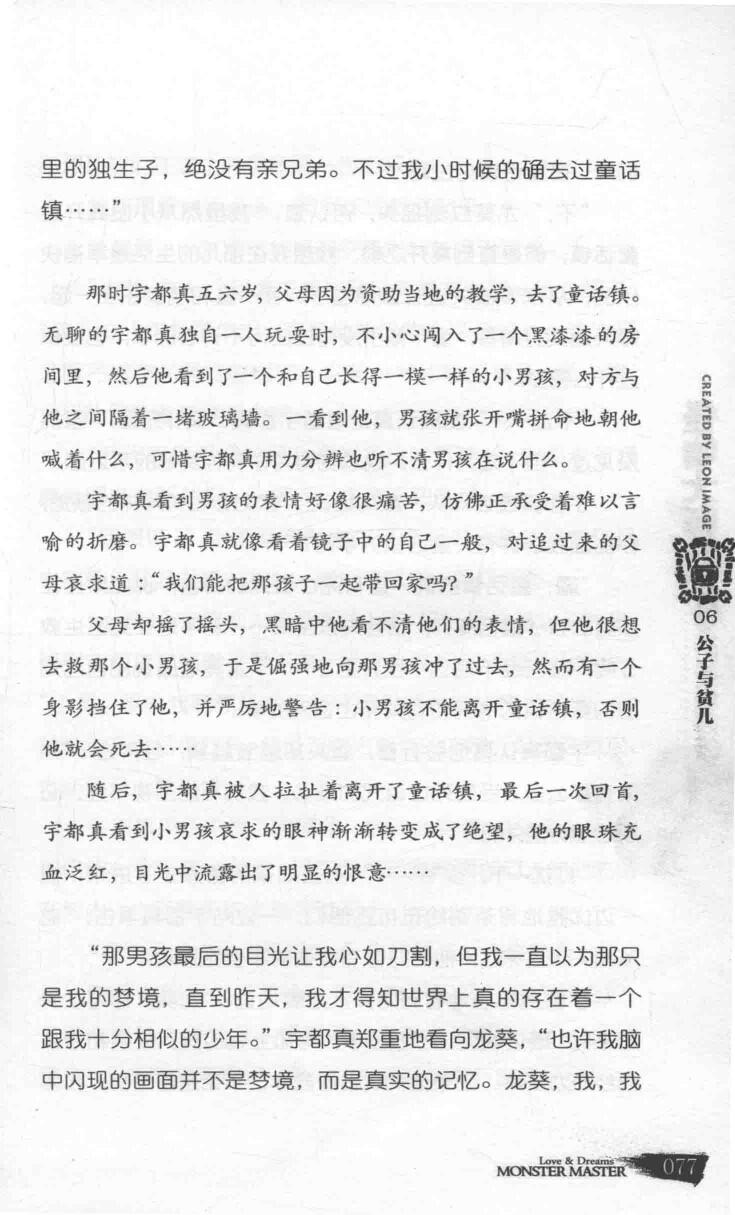 里的独生子，绝没有亲兄弟。不过我小时候的确去过童话
镇……”
那时宇都真五六岁，父母因为资助当地的教学，去了童话镇。
无聊的宇都真独自一人玩耍时，不小心闯入了一个黑漆漆的房
间里，然后他看到了一个和自己长得一模一样的小男孩，对方与
他之间隔着一堵玻璃墙。一看到他，男孩就张开嘴拼命地朝他
喊着什么，可惜宇都真用力分辨也听不清男孩在说什么。
宇都真看到男孩的表情好像很痛苦，仿佛正承受着难以言
喻的折磨。宇都真就像看着镜子中的自己一般，对追过来的父
母哀求道：“我们能把那孩子一起带回家吗？”
父母却摇了摇头，黑暗中他看不清他们的表情，但他很想
去救那个小男孩，于是倔强地向那男孩冲了过去，然而有一个
身影挡住了他，并严厉地警告：小男孩不能离开童话镇，否则
他就会死去……
随后，宇都真被人拉扯着离开了童话镇，最后一次回首，
宇都真看到小男孩哀求的眼神渐渐转变成了绝望，他的眼珠充
血泛红，目光中流露出了明显的恨意……
“那男孩最后的目光让我心如刀割，但我一直以为那只
是我的梦境，直到昨天，我才得知世界上真的存在着一个
跟我十分相似的少年。”宇都真郑重地看向龙葵，“也许我脑
中闪现的画面并不是梦境，而是真实的记忆。龙葵，我，我
CREATED BY LEON IMAGE
06
公子与贫儿
Love & Dreams
MONSTER MASTER
077